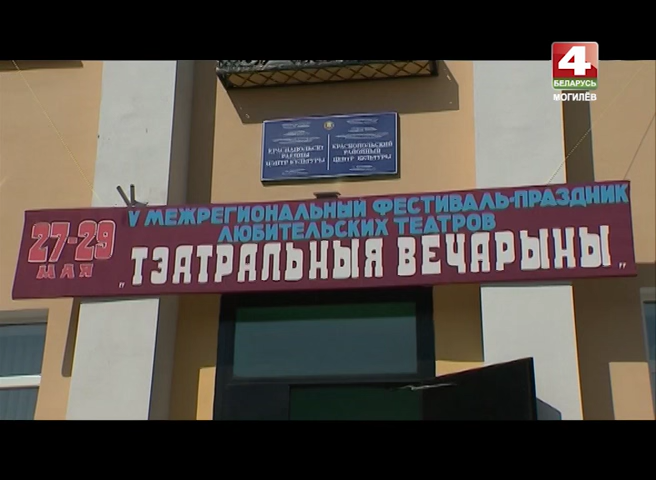 4
БЕЛАРУСЬ
МОГИЛЁВ
КРАСНАПОЛЬСКІ
РАЁННЫ
ЦЭНТР КУЛЬТУРЫ
КРАСНОПОЛЬСКИЙ
РАЙОННЫЙ
ЦЕНТР КУЛЬТУРЫ
27-29
МАЯ
V МЕЖРЕГИОНАЛЬНЫЙ ФЕСТИВАЛЬ-ПРАЗДНИК
ЛЮБИТЕЛЬСКИХ ТЕАТРОВ
„ТЭАТРАЛЬНЫЯ ВЕЧАРЫНЫ"